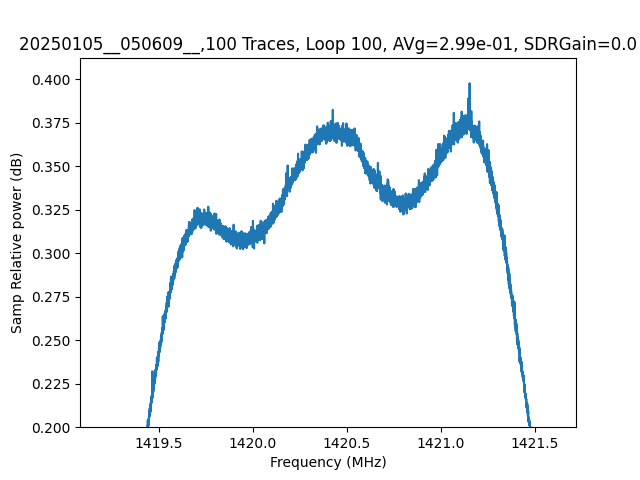 20250105__050609__,100 Traces, Loop 100, AVg=2.99e-01, SDRGain=0.0
0.400
0.375
0.350
0.325
0.300
0.275
0.250
0.225
0.200
Samp Relative power (dB)
1419.5 1420.0 1420.5 1421.0 1421.5
Frequency (MHz)